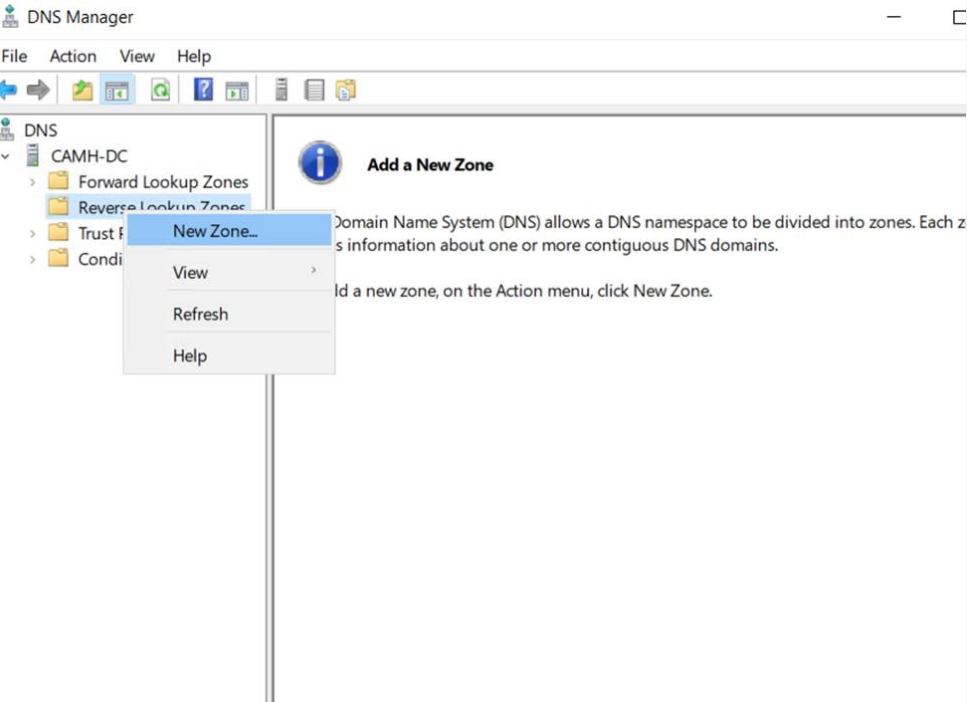 DNS Manager
File Action View Help
DNS
CAMH-DC
Forward Lookup Zones
Reverse Lookup Zones
Trust
Condi
New Zone...
View
Refresh
Help
Add a New Zone
Domain Name System (DNS) allows a DNS namespace to be divided into zones. Each z
s information about one or more contiguous DNS domains.
ld a new zone, on the Action menu, click New Zone.